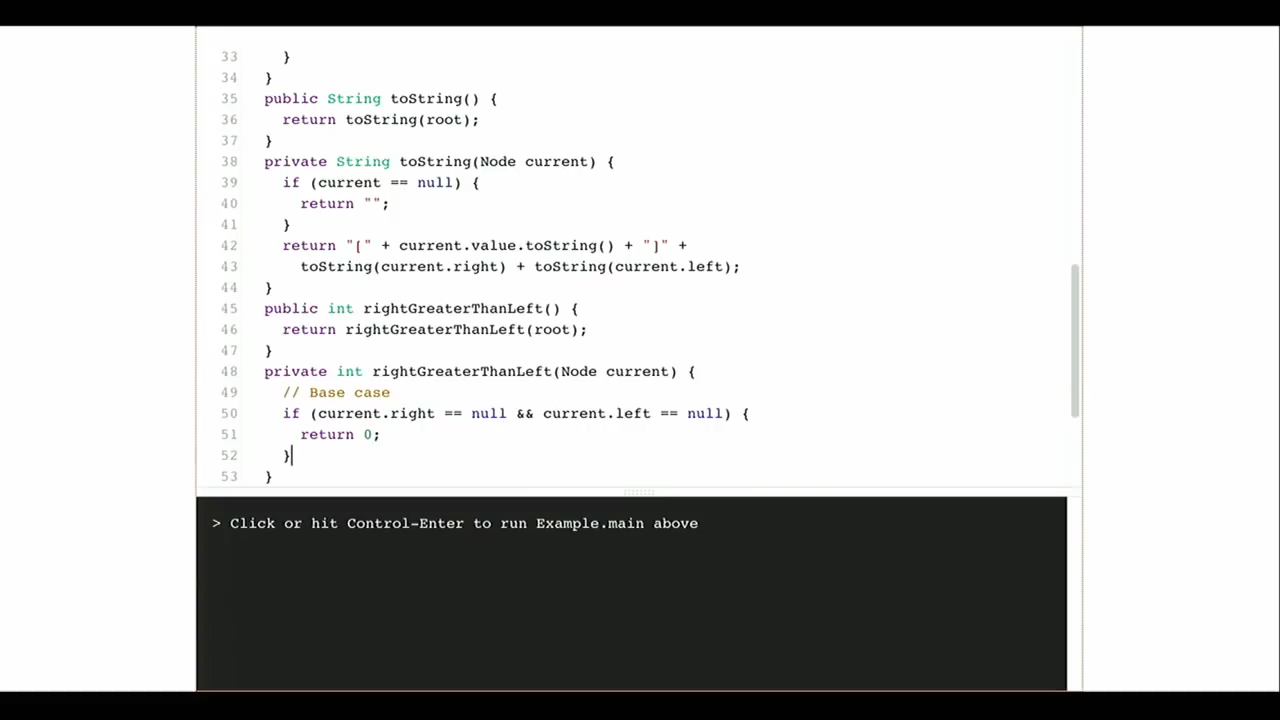 33 }
34 }
35 public String toString() {
36 return toString(root);
37 }
38 private String toString(Node current) {
39 if (current == null) {
40 return "";
41 }
42 return "[" + current.value.toString() + "]" +
43 toString(current.right) + toString(current.left);
44 }
45 public int rightGreaterThanLeft() {
46 return rightGreaterThanLeft(root);
47 }
48 private int rightGreaterThanLeft(Node current) {
49 // Base case
50 if (current.right == null && current.left == null) {
51 return 0;
52 }
53 }
> Click or hit Control-Enter to run Example.main above